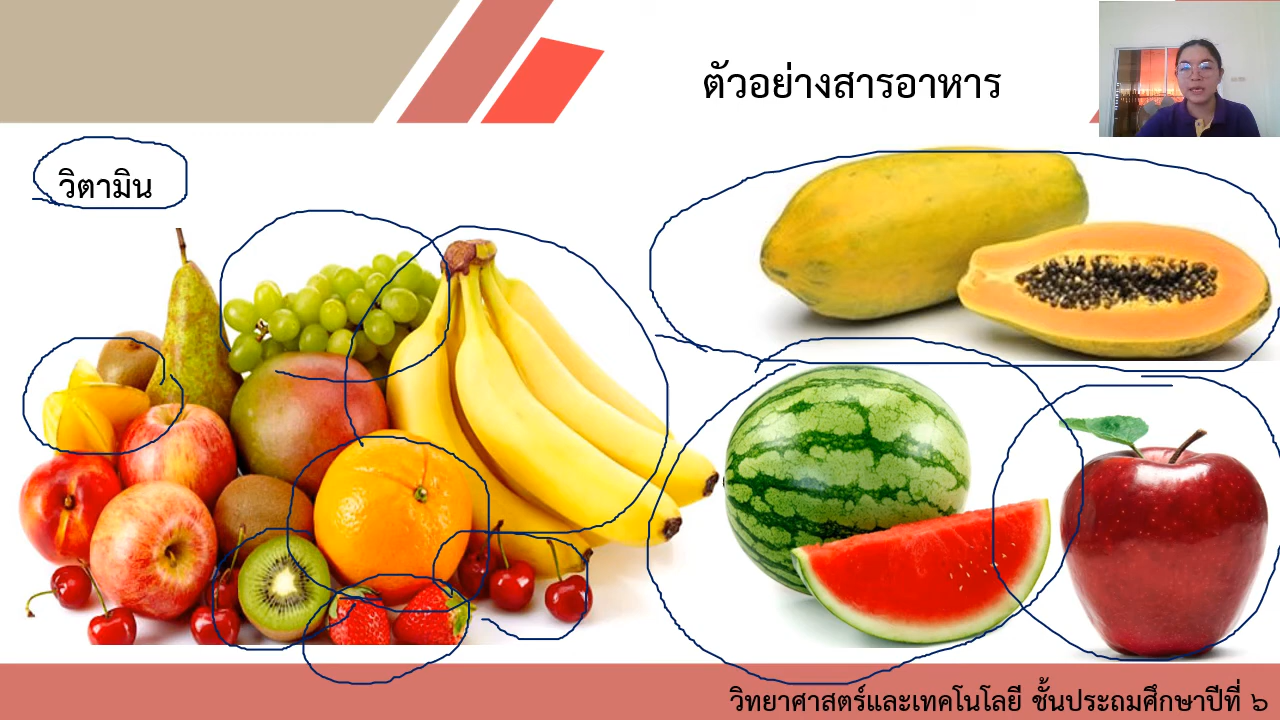 ตัวอย่างสารอาหาร
วิตามิน
วิทยาศาสตร์และเทคโนโลยี ชั้นประถมศึกษาปีที่ ๖